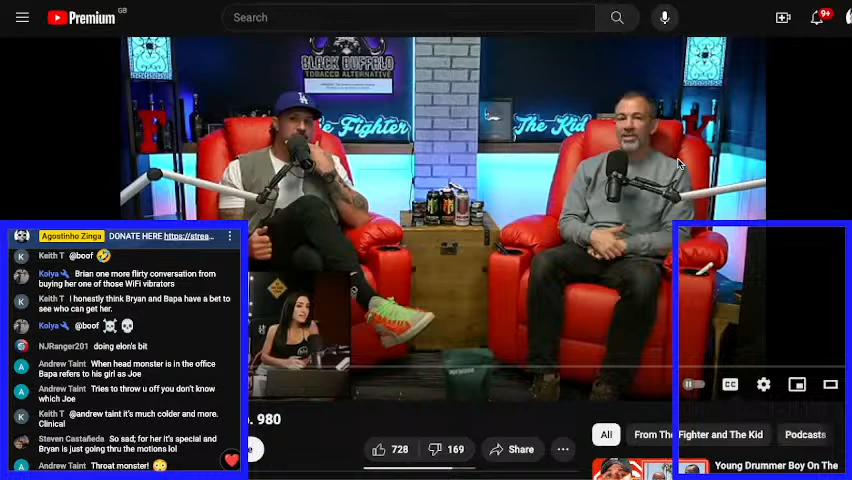 Premium GB
Search
9+
BLACK BUFFALO
TOBACCO ALTERNATIVE
The Fighter
The Kid
Agostinho Zinga DONATE HERE https://strea...
Keith T @boof 🤣
Kolya Brian one more flirty conversation from
buying her one of those WiFi vibrators
Keith T I honestly think Bryan and Bapa have a bet to
see who can get her.
Kolya @boof ☠️💀
NJRanger201 doing elon's bit
Andrew Taint When head monster is in the office
Bapa refers to his girl as Joe
Andrew Taint Tries to throw u off you don't know
which Joe
Keith T @andrew taint it's much colder and more.
Clinical
Steven Castañeda So sad; for her it's special and
Bryan is just going thru the motions lol
Andrew Taint Throat monster! 😳
CC
. 980
e
728
169
Share
All
From The Fighter and The Kid
Podcasts
Young Drummer Boy On The